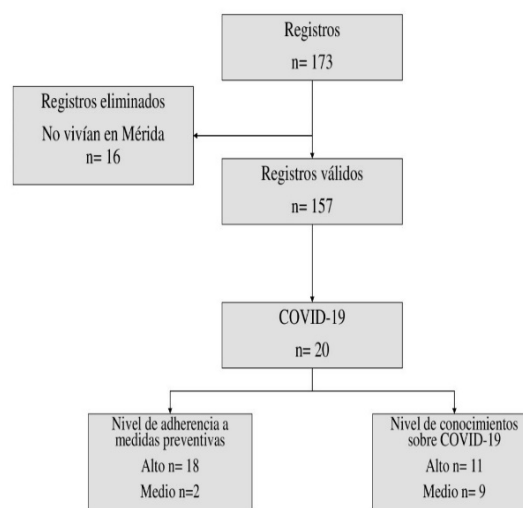 Registros
n= 173
Registros eliminados
No vivían en Mérida
n= 16
Registros válidos
n= 157
COVID-19
n= 20
Nivel de adherencia a
medidas preventivas
Alto n= 18
Medio n=2
Nivel de conocimientos
sobre COVID-19
Alto n= 11
Medio n= 9